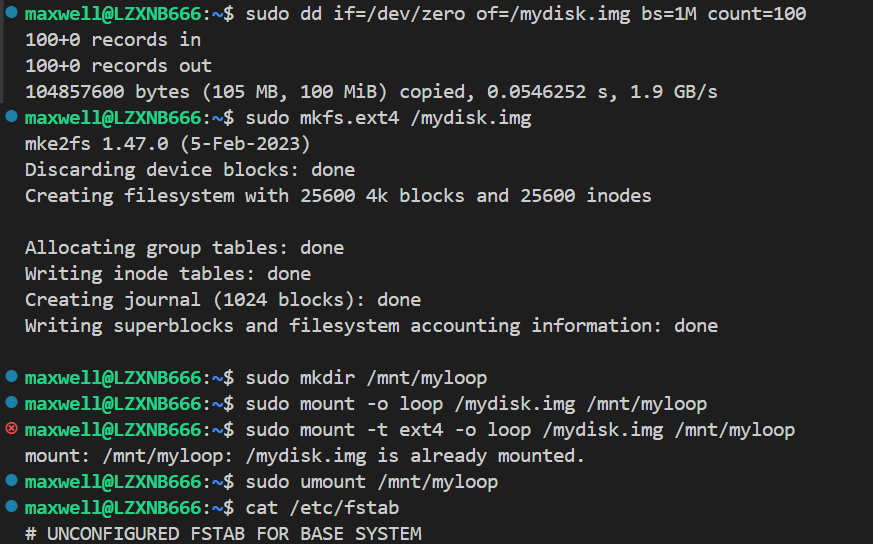 maxwell@LZXNB666:~$ sudo dd if=/dev/zero of=/mydisk.img bs=1M count=100
100+0 records in
100+0 records out
104857600 bytes (105 MB, 100 MiB) copied, 0.0546252 s, 1.9 GB/s
maxwell@LZXNB666:~$ sudo mkfs.ext4 /mydisk.img
mke2fs 1.47.0 (5-Feb-2023)
Discarding device blocks: done
Creating filesystem with 25600 4k blocks and 25600 inodes
Allocating group tables: done
Writing inode tables: done
Creating journal (1024 blocks): done
Writing superblocks and filesystem accounting information: done
maxwell@LZXNB666:~$ sudo mkdir /mnt/myloop
maxwell@LZXNB666:~$ sudo mount -o loop /mydisk.img /mnt/myloop
maxwell@LZXNB666:~$ sudo mount -t ext4 -o loop /mydisk.img /mnt/myloop
mount: /mnt/myloop: /mydisk.img is already mounted.
maxwell@LZXNB666:~$ sudo umount /mnt/myloop
maxwell@LZXNB666:~$ cat /etc/fstab
# UNCONFIGURED FSTAB FOR BASE SYSTEM